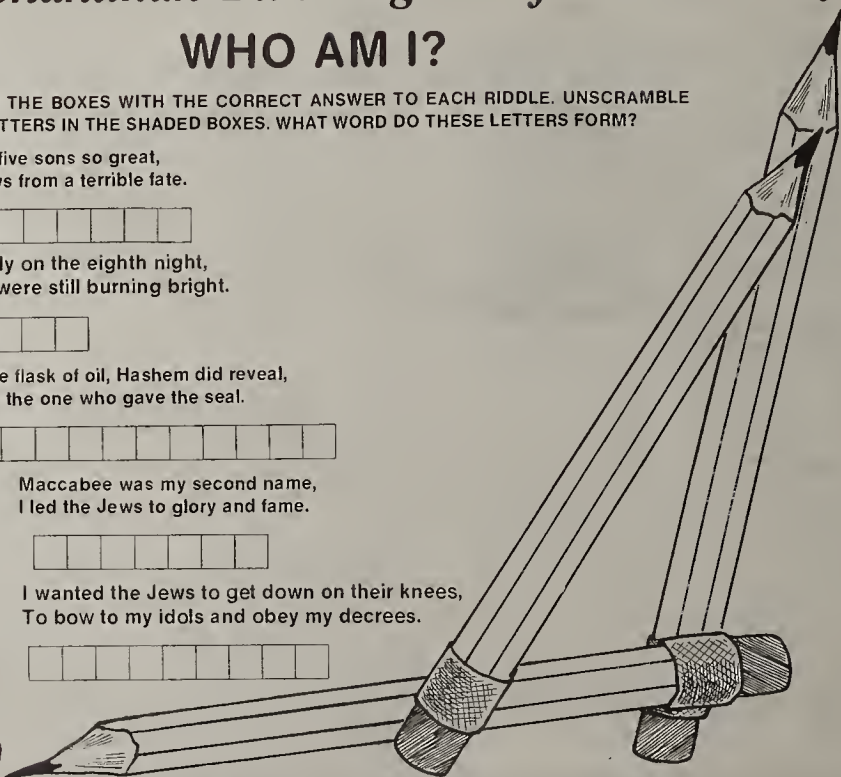 WHO AM I?
THE BOXES WITH THE CORRECT ANSWER TO EACH RIDDLE. UNSCRAMBLE
TTERS IN THE SHADED BOXES. WHAT WORD DO THESE LETTERS FORM?
five sons so great,
s from a terrible fate.
ly on the eighth night,
were still burning bright.
e flask of oil, Hashem did reveal,
the one who gave the seal.
Maccabee was my second name,
I led the Jews to glory and fame.
I wanted the Jews to get down on their knees,
To bow to my idols and obey my decrees.